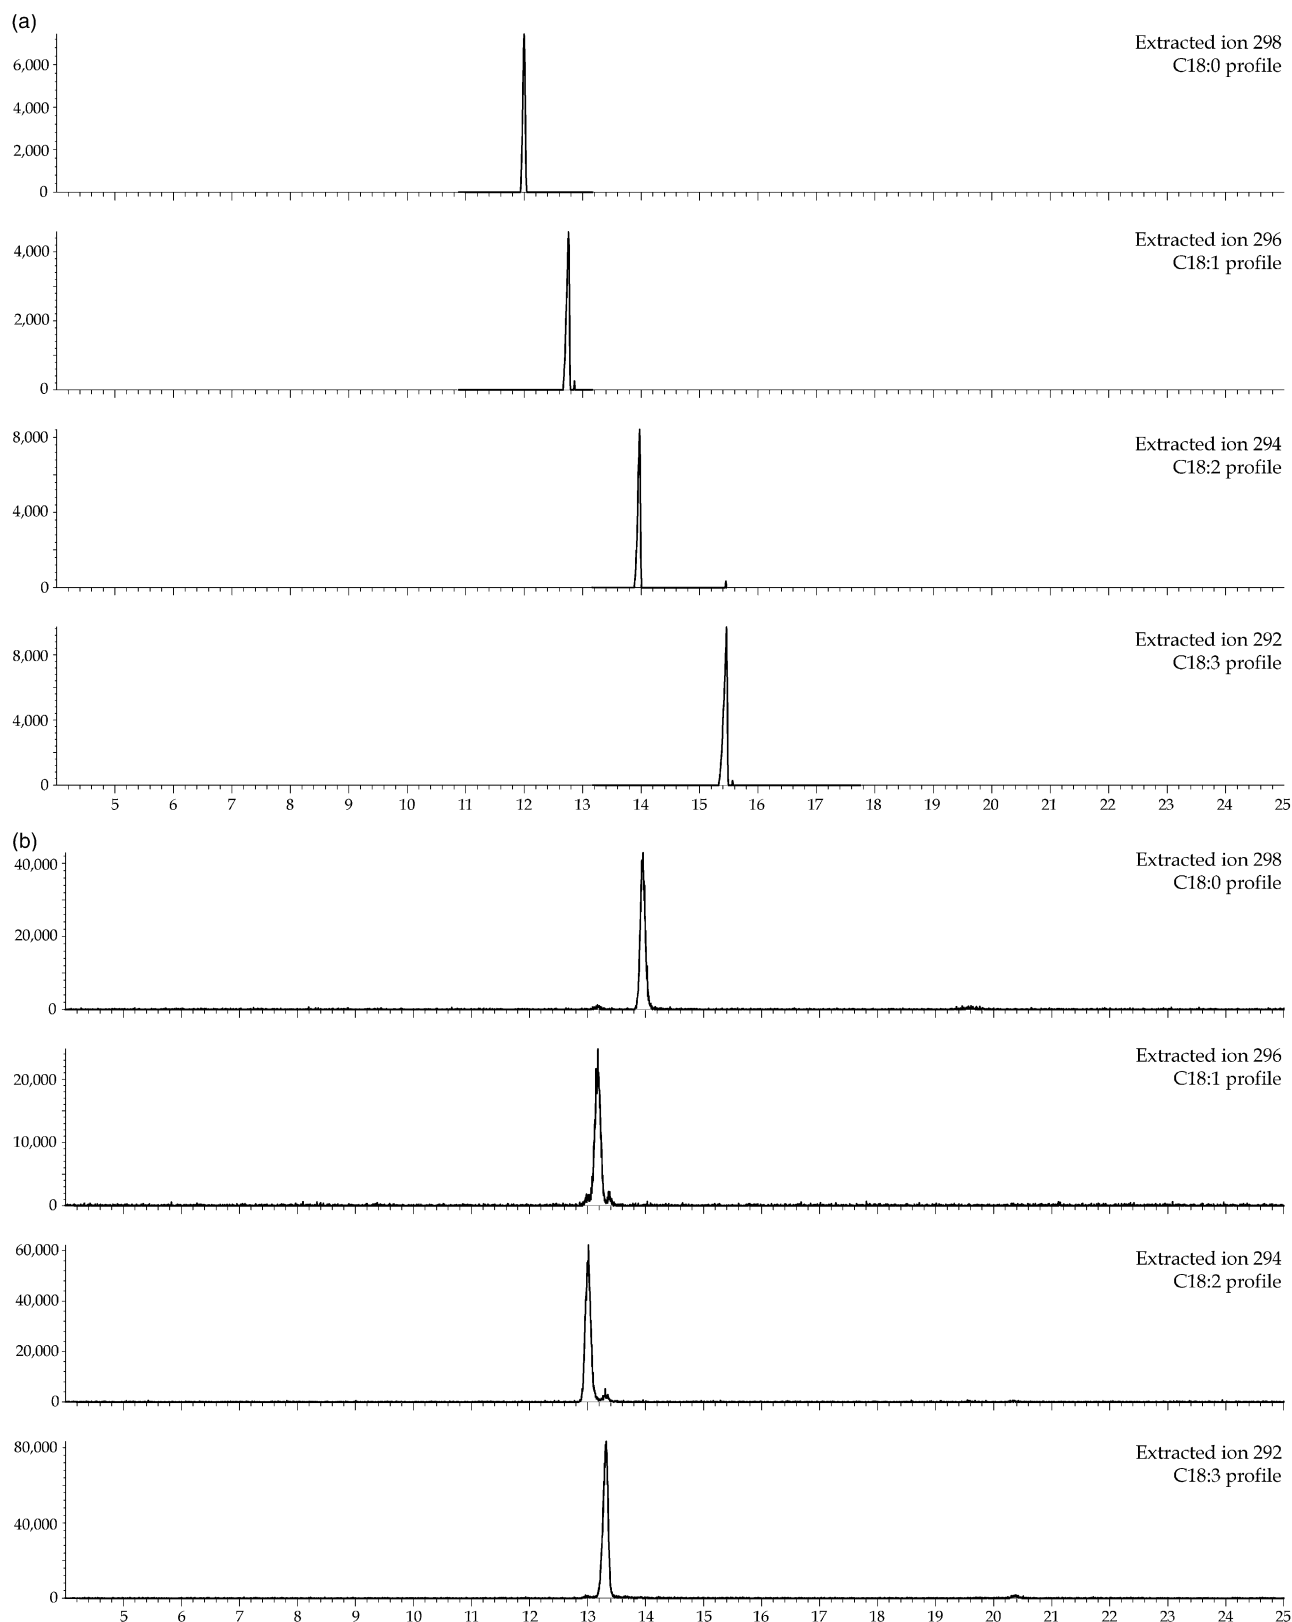 (a)
Extracted ion 298
C18:0 profile
6,000
4,000
2,000
0
Extracted ion 296
C18:1 profile
4,000
2,000
0
Extracted ion 294
C18:2 profile
8,000
4,000
0
Extracted ion 292
C18:3 profile
8,000
4,000
0
5 6 7 8 9 10 11 12 13 14 15 16 17 18 19 20 21 22 23 24 25
(b)
Extracted ion 298
C18:0 profile
40,000
20,000
0
Extracted ion 296
C18:1 profile
20,000
10,000
0
Extracted ion 294
C18:2 profile
60,000
40,000
20,000
0
Extracted ion 292
C18:3 profile
80,000
40,000
0
5 6 7 8 9 10 11 12 13 14 15 16 17 18 19 20 21 22 23 24 25